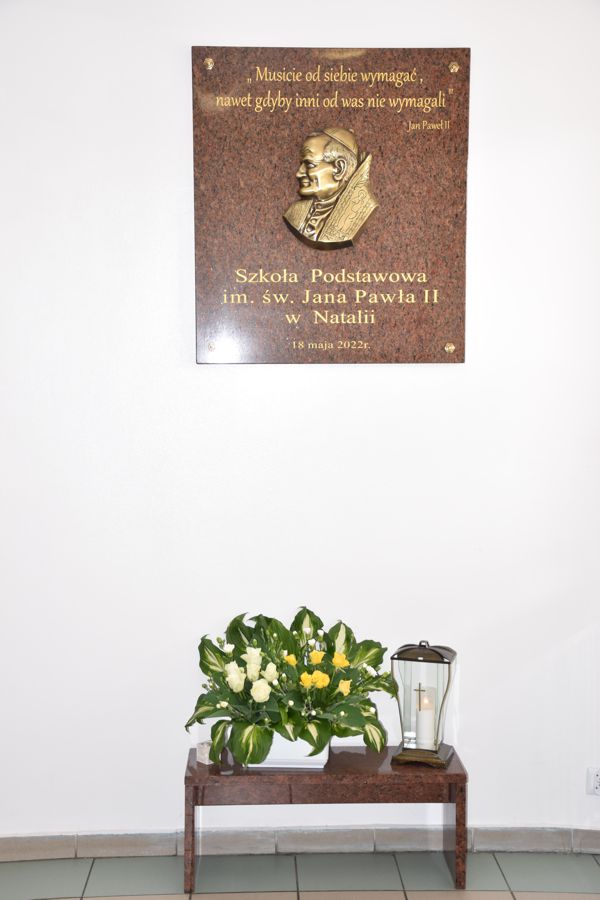 „ Musicie od siebie wymagać ,
nawet gdyby inni od was nie wymagali ”
Jan Paweł II
Szkoła Podstawowa
im. św. Jana Pawła II
w Natalii
18 maja 2022r.